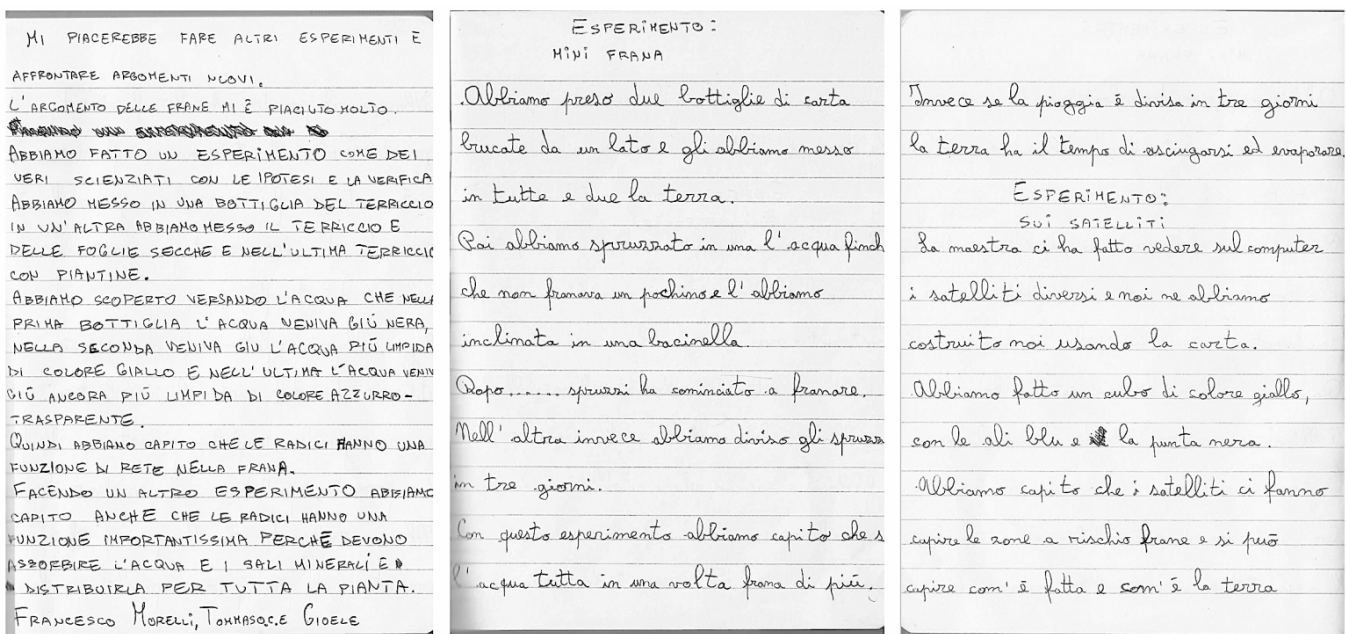 MI PIACEREBBE FARE ALTRI ESPERIMENTI E
AFFRONTARE ARGOMENTI NUOVI.
L'ARGOMENTO DELLE FRANE MI È PIACIUTO MOLTO.
ABBIAMO FATTO UN ESPERIMENTO COME DEI
VERI SCIENZIATI CON LE IPOTESI E LA VERIFICA
ABBIAMO MESSO IN UNA BOTTIGLIA DEL TERRICCIO
IN UN'ALTRA ABBIAMO MESSO IL TERRICCIO E
DELLE FOGLIE SECCHE E NELL'ULTIMA TERRICCIO
CON PIANTINE.
ABBIAMO SCOPERTO VERSANDO L'ACQUA CHE NELLA
PRIMA BOTTIGLIA L'ACQUA VENIVA GIÙ NERA,
NELLA SECONDA VENIVA GIU L'ACQUA PIÙ LIMPIDA
DI COLORE GIALLO E NELL'ULTIMA L'ACQUA VENIV
GIÙ ANCORA PIÙ LIMPIDA DI COLORE AZZURRO-
TRASPARENTE.
QUINDI ABBIAMO CAPITO CHE LE RADICI HANNO UNA
FUNZIONE DI RETE NELLA FRANA.
FACENDO UN ALTRO ESPERIMENTO ABBIAMO
CAPITO ANCHE CHE LE RADICI HANNO UNA
FUNZIONE IMPORTANTISSIMA PERCHÈ DEVONO
ASSORBIRE L'ACQUA E I SALI MINERALI E
DISTRIBUIRLA PER TUTTA LA PIANTA.
FRANCESCO MORELLI, TOMMASO.C.E GIOELE
ESPERIMENTO:
MINI FRANA
Abbiamo preso due bottiglie di carta
brucate da un lato e gli abbiamo messo
in tutte e due la terra.
Poi abbiamo spruzzato in una l'acqua finch
che non franava un pochino e l'abbiamo
inclinata in una bacinella.
Dopo...... spruzzi ha cominciato a franare.
Nell'altra invece abbiamo diviso gli spruzz
in tre giorni.
Con questo esperimento abbiamo capito che s
l'acqua tutta in una volta frana di più.
Invece se la pioggia è divisa in tre giorni
la terra ha il tempo di asciugarsi ed evaporare.
ESPERIMENTO:
SUI SATELLITI
La maestra ci ha fatto vedere sul computer
i satelliti diversi e noi ne abbiamo
costruito noi usando la carta.
Abbiamo fatto un cubo di colore giallo,
con le ali blu e la punta nera.
Abbiamo capito che i satelliti ci fanno
capire le zone a rischio frane e si può
capire com'è fatta e com'è la terra